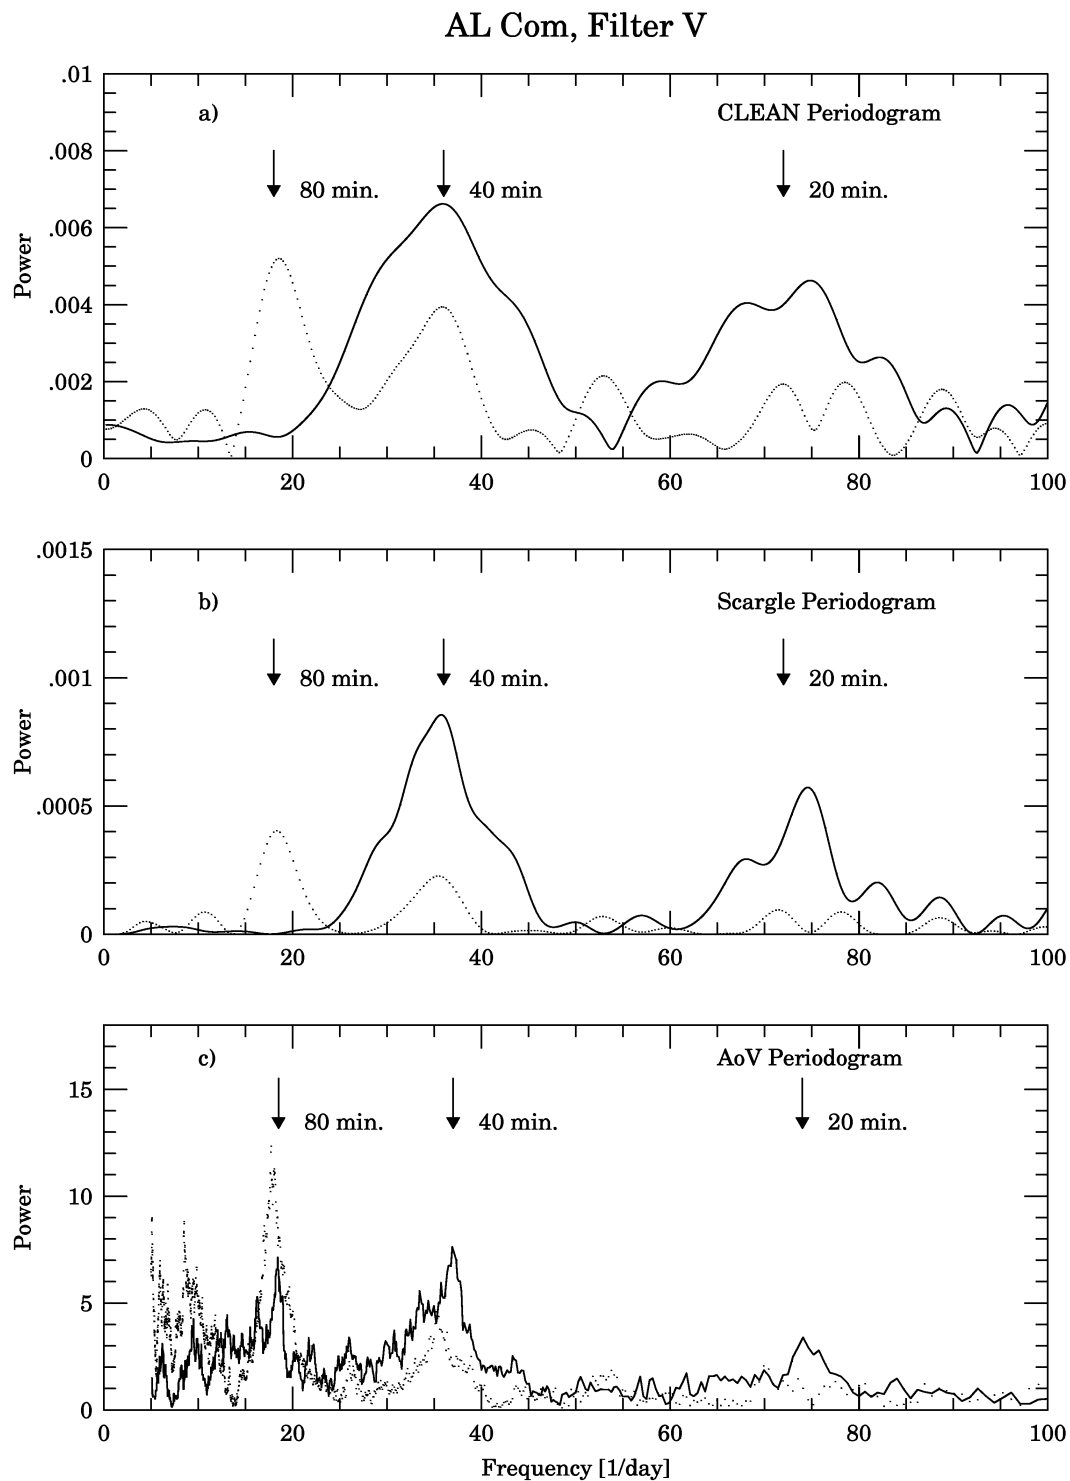 AL Com, Filter V
.01
a)
CLEAN Periodogram
.008
80 min.
40 min
20 min.
.006
Power
.004
.002
0
0 20 40 60 80 100
.0015
b)
Scargle Periodogram
.001
80 min.
40 min.
20 min.
Power
.0005
0
0 20 40 60 80 100
c)
AoV Periodogram
15
80 min.
40 min.
20 min.
10
Power
5
0
0 20 40 60 80 100
Frequency [1/day]